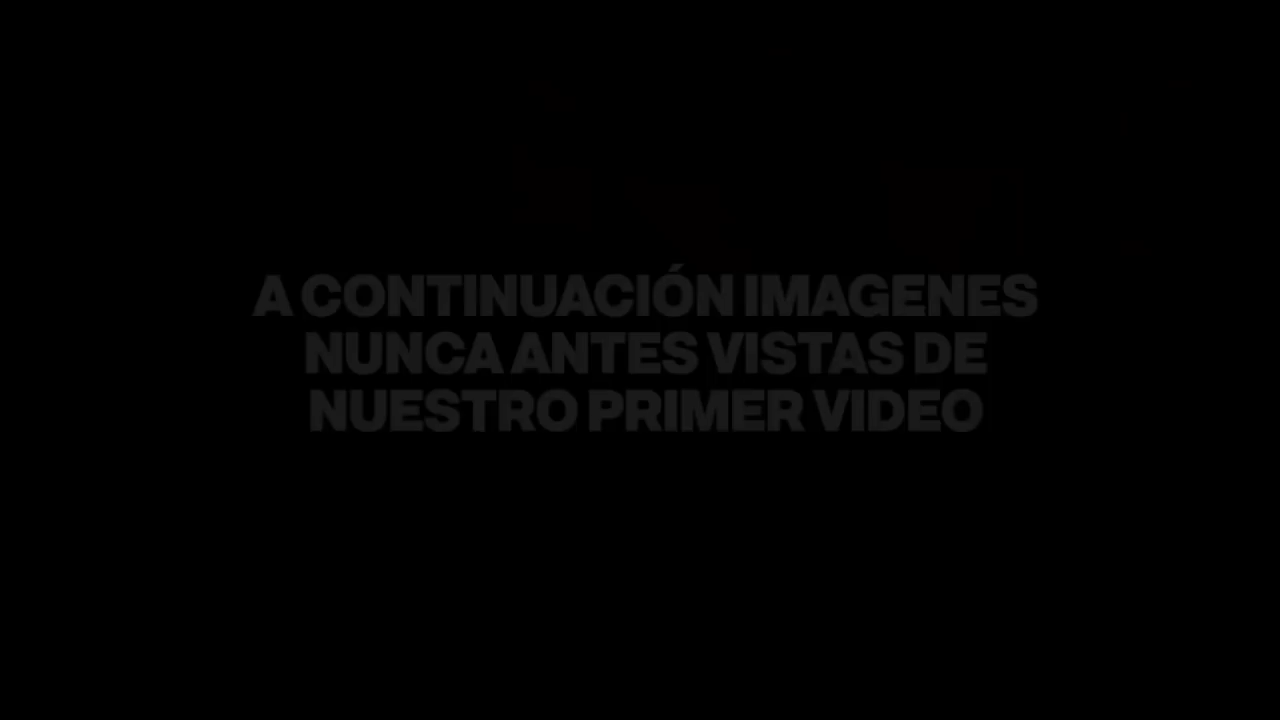 A CONTINUACIÓN IMAGENES
NUNCA ANTES VISTAS DE
NUESTRO PRIMER VIDEO